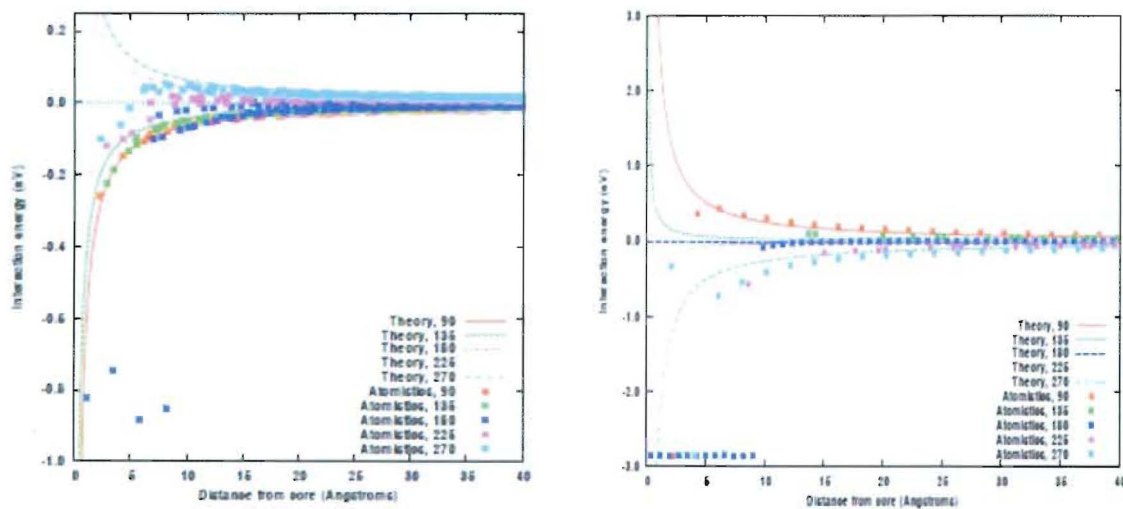 0.2
0.0
-0.2
-0.4
-0.6
-0.8
-1.0
Interaction energy (eV)
0
5
10
15
20
25
30
35
40
Distance from core (Angstroms)
Theory, 90
Theory, 135
Theory, 180
Theory, 225
Theory, 270
Atomistics, 90
Atomistics, 135
Atomistics, 180
Atomistics, 225
Atomistics, 270
3.0
2.0
1.0
0.0
-1.0
-2.0
-3.0
Interaction energy (eV)
5
10
15
20
25
30
35
40
Distance from core (Angstroms)
Theory, 90
Theory, 135
Theory, 180
Theory, 225
Theory, 270
Atomistics, 90
Atomistics, 135
Atomistics, 180
Atomistics, 225
Atomistics, 270